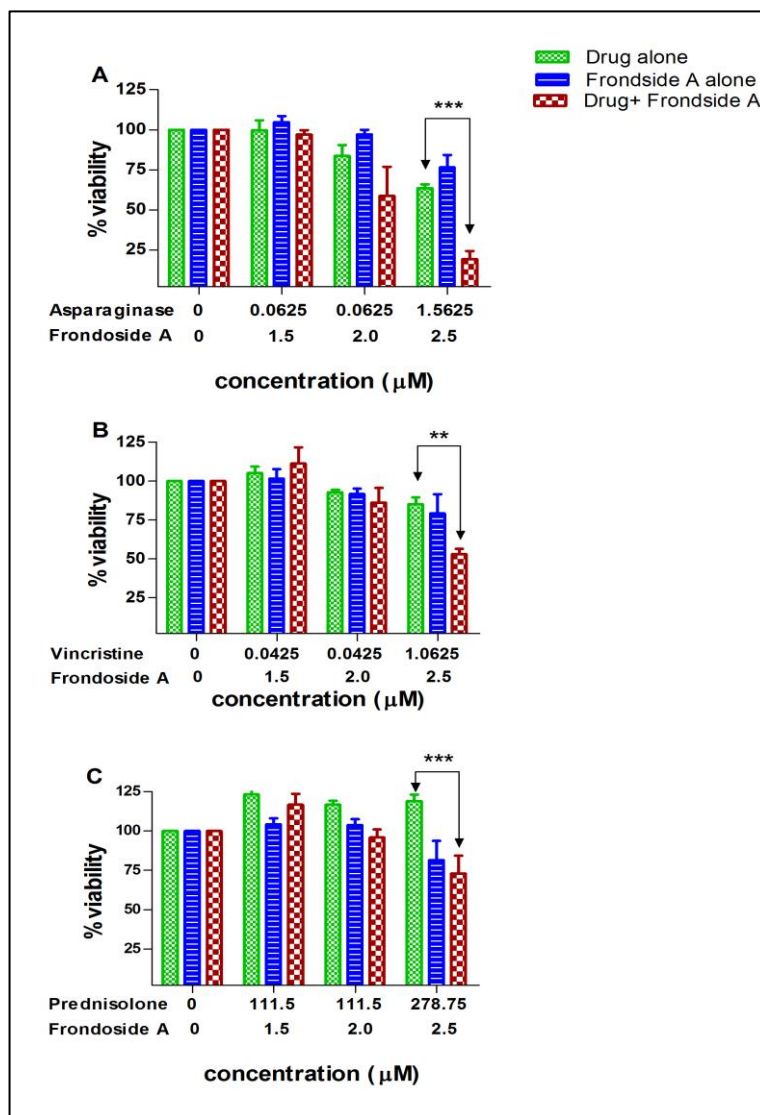 Drug alone
Frondside A alone
Drug+ Frondside A
A
***
125
100
75
50
25
% viability
Asparaginase 0 0.0625 0.0625 1.5625
Frondoside A 0 1.5 2.0 2.5
concentration ( μM)
B
**
125
100
75
50
25
% viability
Vincristine 0 0.0425 0.0425 1.0625
Frondoside A 0 1.5 2.0 2.5
concentration ( μM)
C
***
125
100
75
50
25
% viability
Prednisolone 0 111.5 111.5 278.75
Frondoside A 0 1.5 2.0 2.5
concentration ( μM)